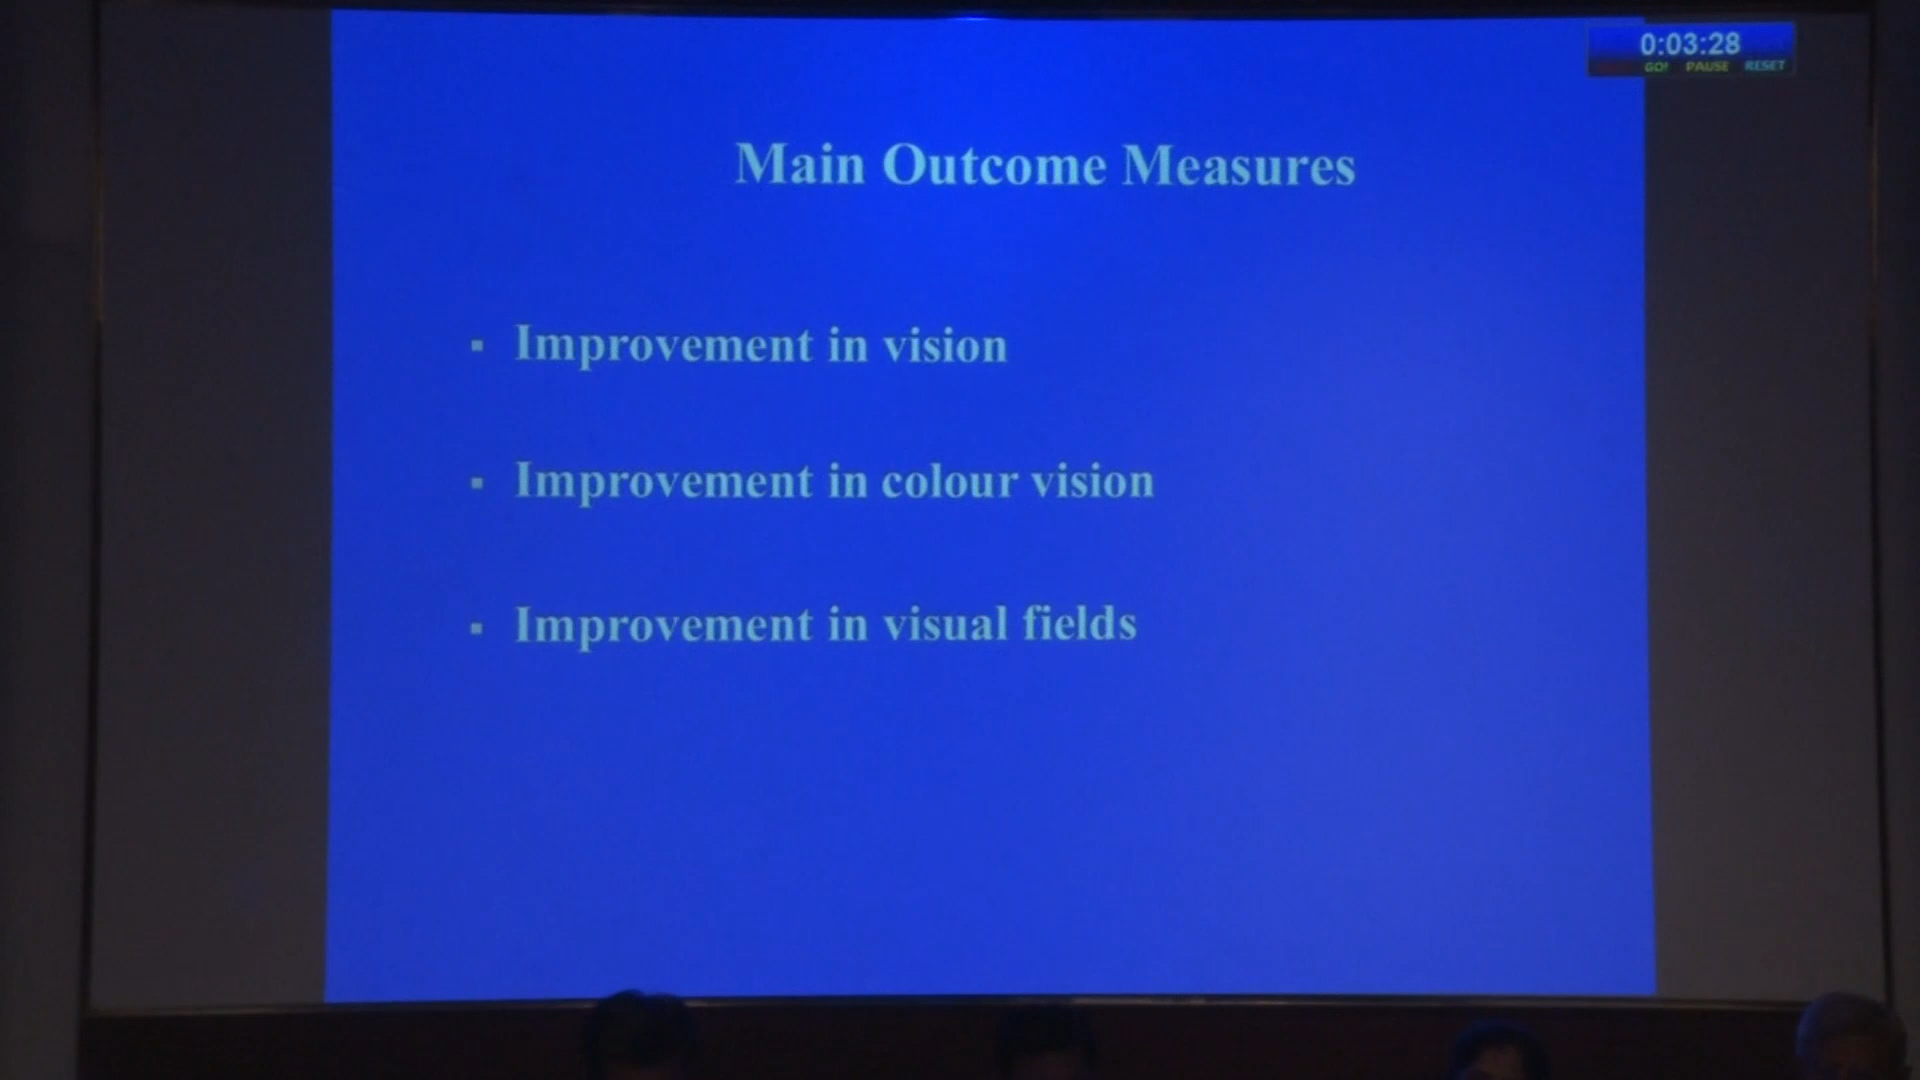 0:03:28
GO! PAUSE RESET
Main Outcome Measures
▪ Improvement in vision
▪ Improvement in colour vision
▪ Improvement in visual fields